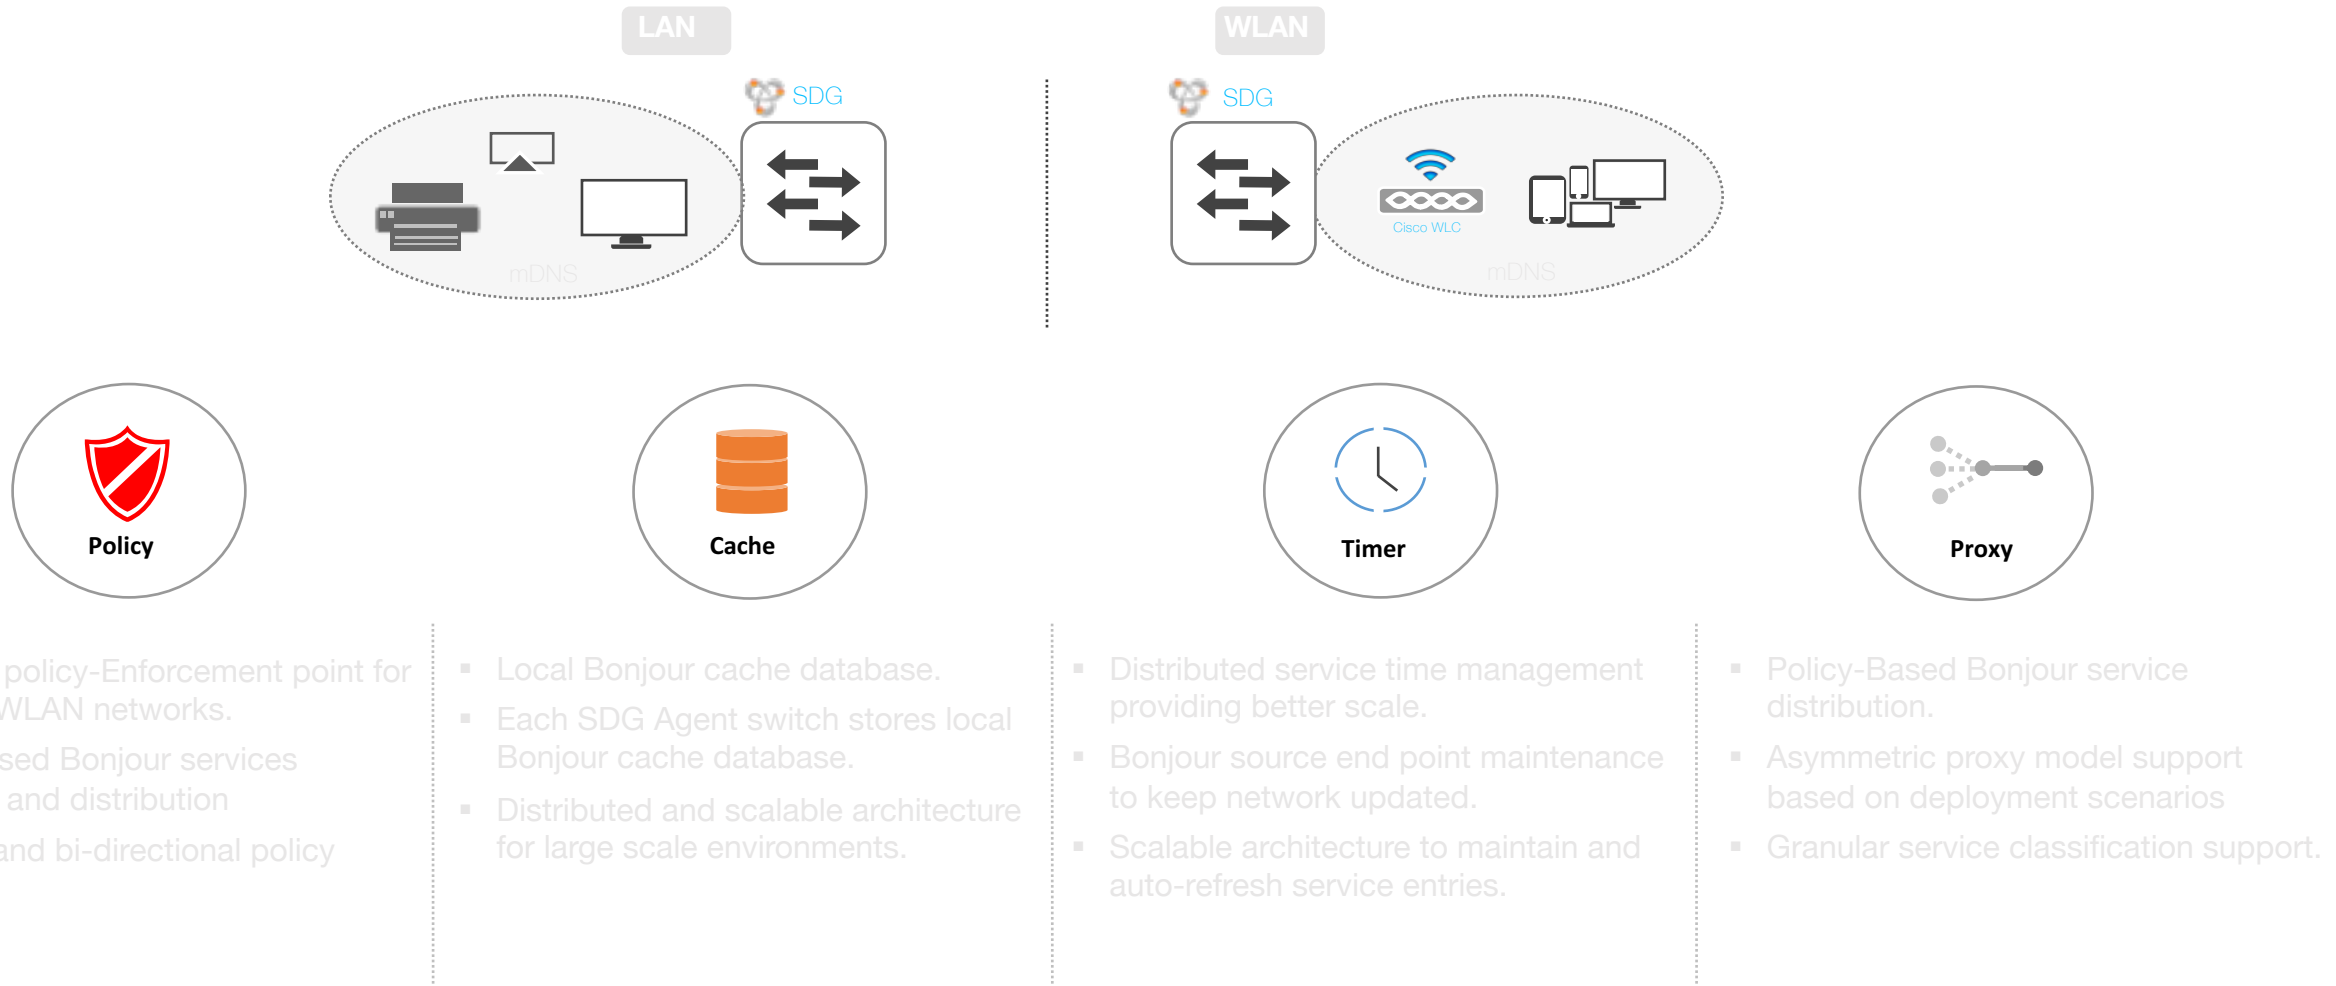 LAN
WLAN
SDG
SDG
Cisco WLC
mDNS
mDNS
Policy
Cache
Timer
Proxy
policy-Enforcement point for
WLAN networks.
sed Bonjour services
and distribution
and bi-directional policy
▪ Local Bonjour cache database.
▪ Each SDG Agent switch stores local
Bonjour cache database.
▪ Distributed and scalable architecture
for large scale environments.
▪ Distributed service time management
providing better scale.
▪ Bonjour source end point maintenance
to keep network updated.
▪ Scalable architecture to maintain and
auto-refresh service entries.
▪ Policy-Based Bonjour service
distribution.
▪ Asymmetric proxy model support
based on deployment scenarios
▪ Granular service classification support.